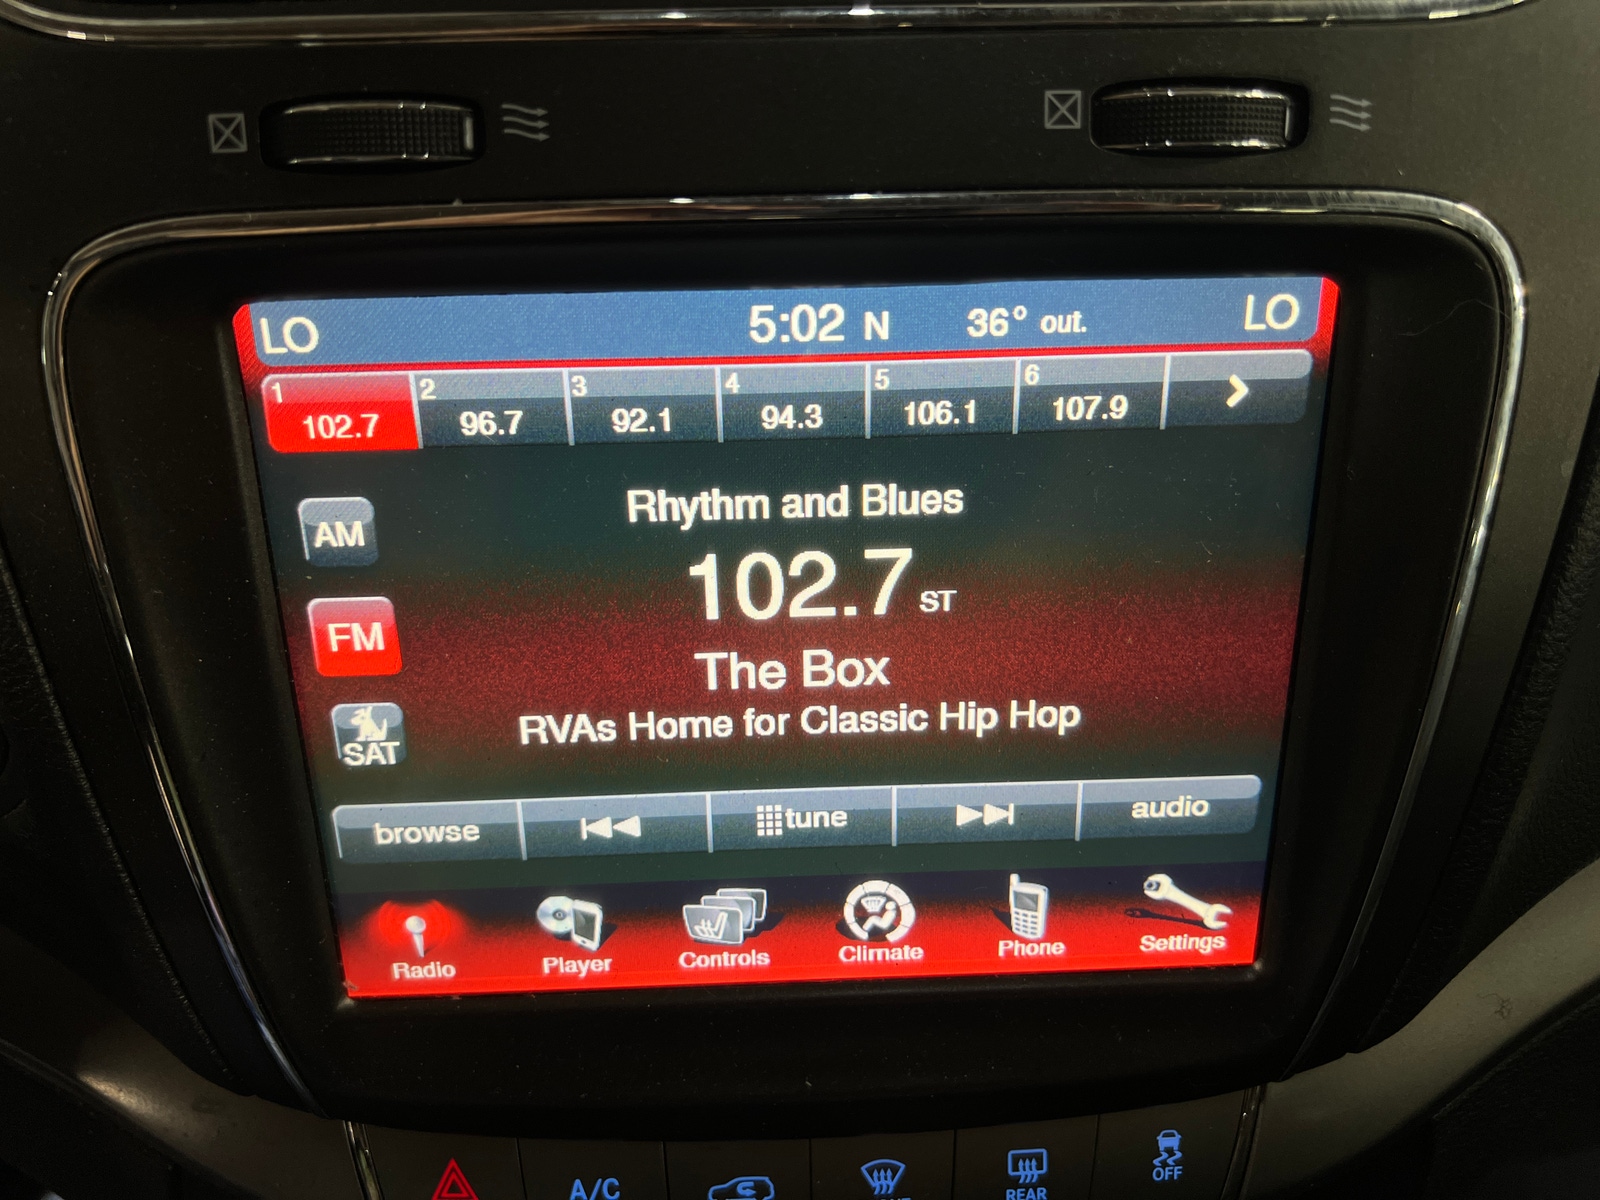 LO 5:02 N 36° out. LO
1 2 3 4 5 6
102.7 96.7 92.1 94.3 106.1 107.9
Rhythm and Blues
AM
102.7 ST
FM
The Box
RVAs Home for Classic Hip Hop
SAT
browse tune audio
Radio Player Controls Climate Phone Settings
A/C REAR OFF